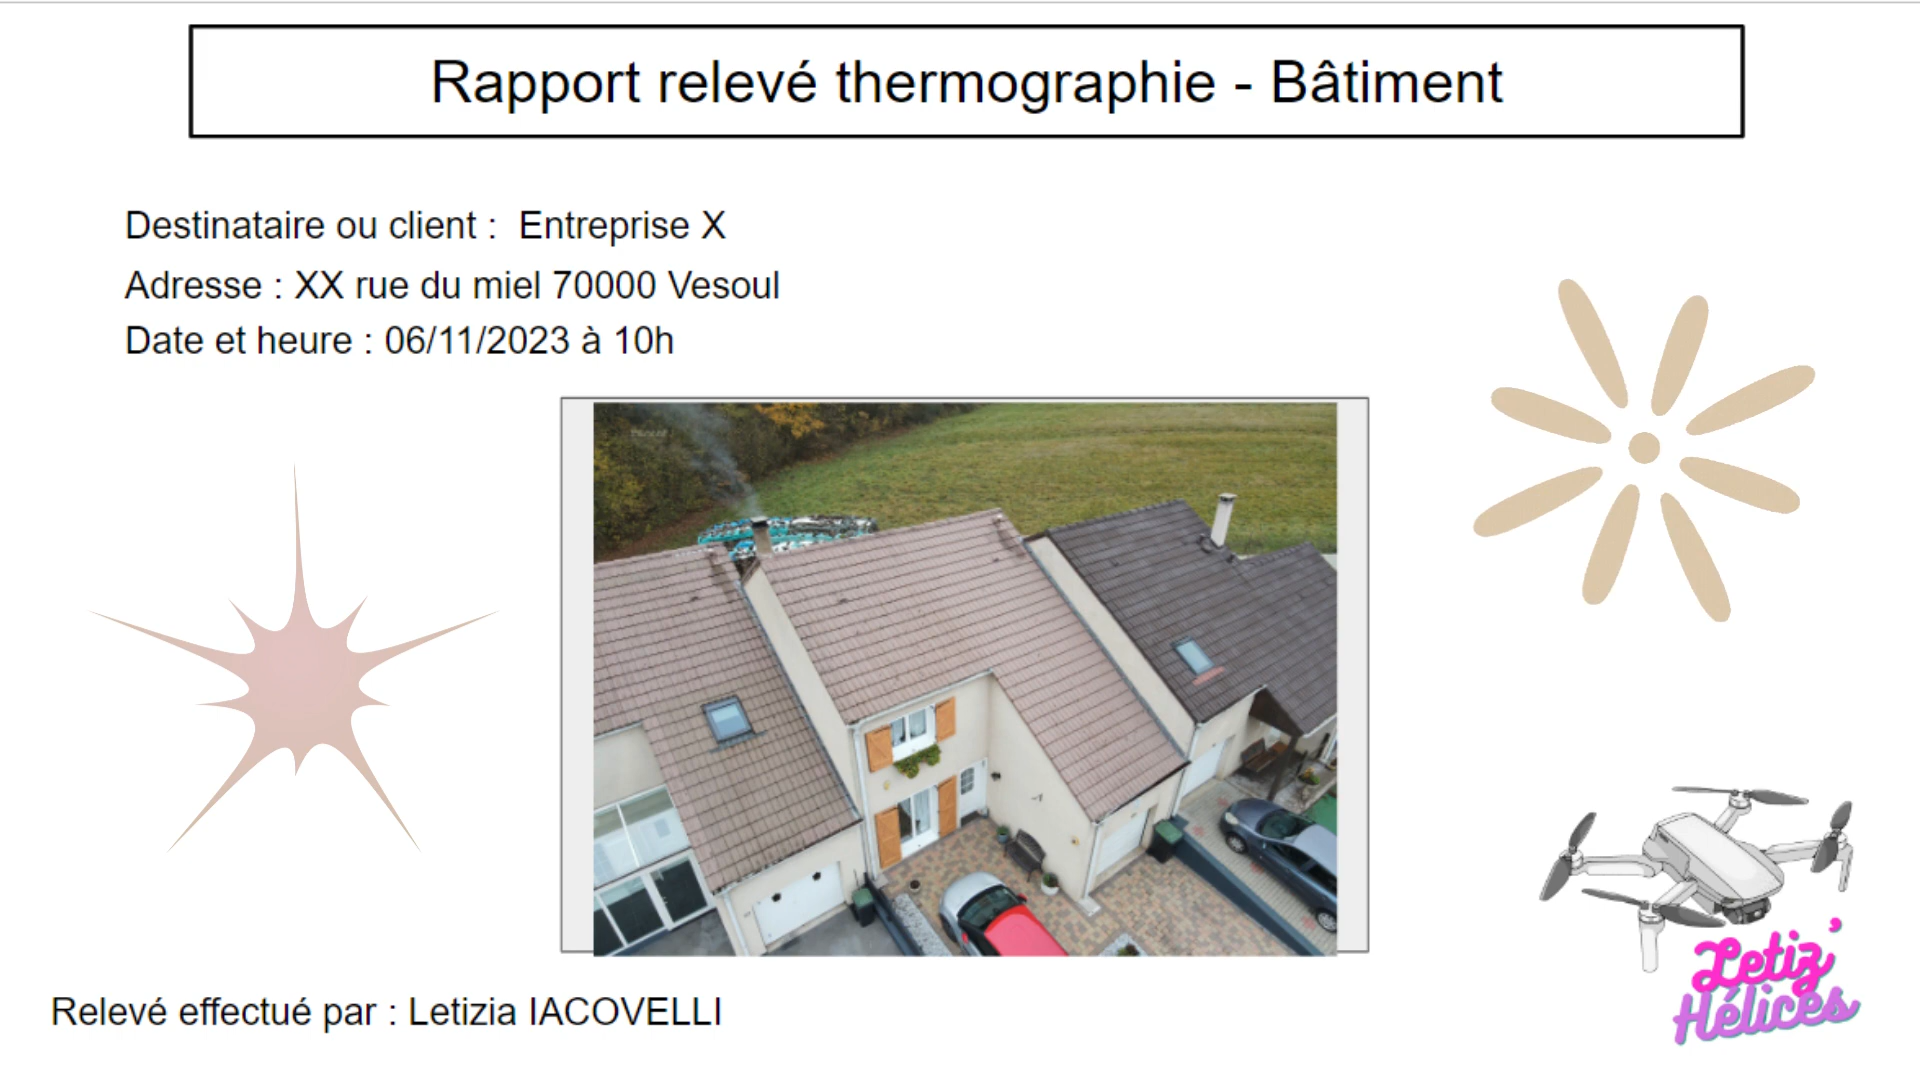 Rapport relevé thermographie - Bâtiment
Destinataire ou client : Entreprise X
Adresse : XX rue du miel 70000 Vesoul
Date et heure : 06/11/2023 à 10h
Relevé effectué par : Letizia IACOVELLI
Letiz'
Hélices